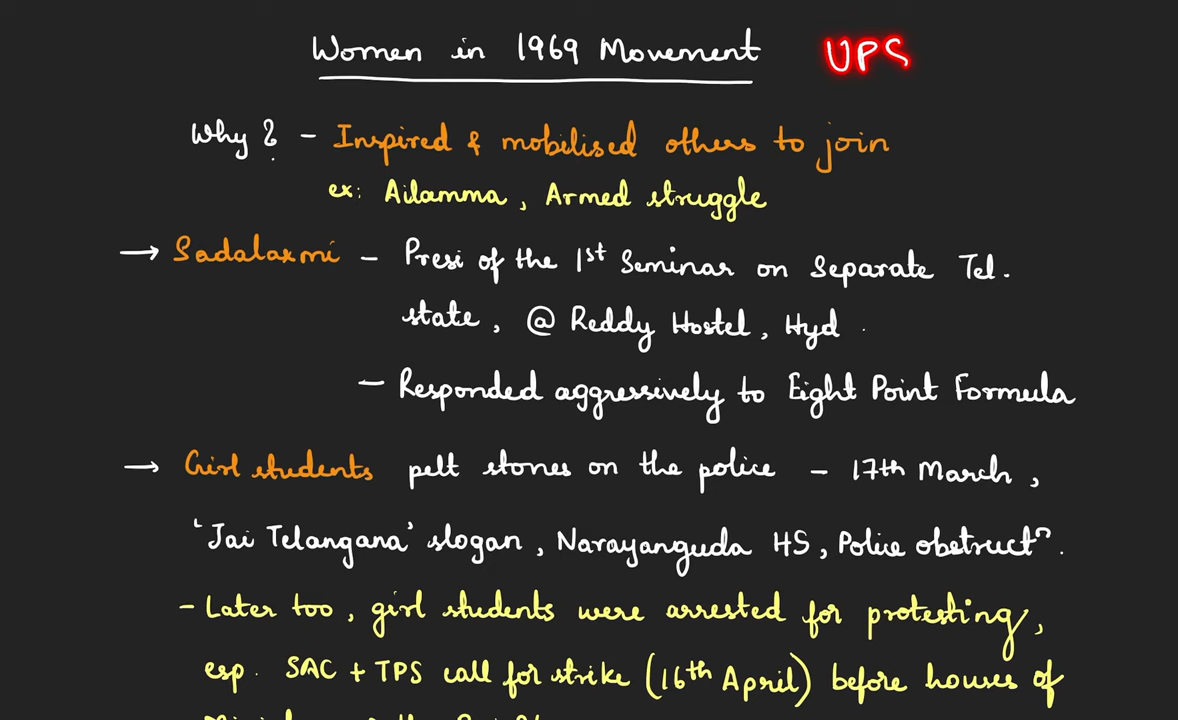 Women in 1969 Movement UPS
Why? - Inspired & mobilised others to join
ex: Ailamma, Armed struggle
→ Sadalaxmi - Presi of the 1st Seminar on Separate Tel.
state, @ Reddy Hostel, Hyd.
- Responded aggressively to Eight Point Formula
→ Girl students pelt stones on the police - 17th March,
'Jai Telangana' slogan, Narayanguda HS, Police obstructn.
- Later too, girl students were arrested for protesting,
esp. SAC + TPS call for strike (16th April) before houses of